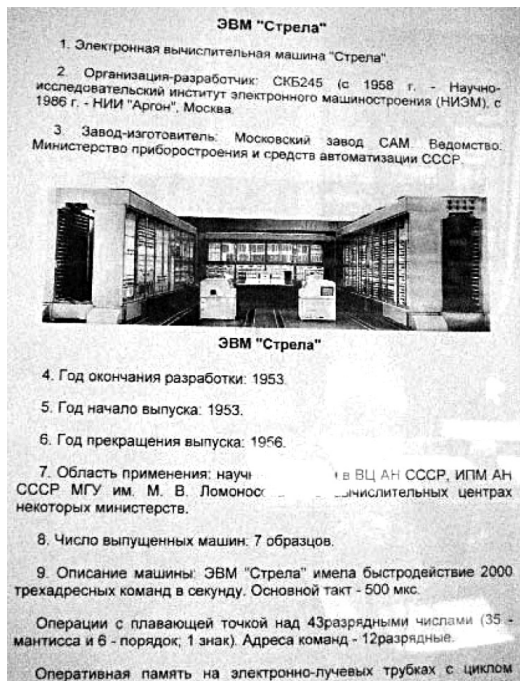 ЭВМ "Стрела"
1. Электронная вычислительная машина "Стрела"
2. Организация-разработчик: СКБ245 (с 1958 г. - Научно-
исследовательский институт электронного машиностроения (НИЭМ), с
1986 г. - НИИ "Аргон", Москва.
3. Завод-изготовитель: Московский завод САМ. Ведомство:
Министерство приборостроения и средств автоматизации СССР.
ЭВМ "Стрела"
4. Год окончания разработки: 1953.
5. Год начало выпуска: 1953.
6. Год прекращения выпуска: 1956.
7. Область применения: в ВЦ АН СССР, ИПМ АН
СССР МГУ им. М. В. центрах
некоторых министерств.
8. Число выпущенных машин: 7 образцов.
9. Описание машины: ЭВМ "Стрела" имела быстродействие 2000
трехадресных команд в секунду. Основной такт - 500 мкс.
Операции с плавающей точкой над 43разрядными числами (35 -
мантисса и 6 - порядок; 1 знак). Адреса команд - 12разрядные.
Оперативная память на электронно-лучевых трубках с циклом